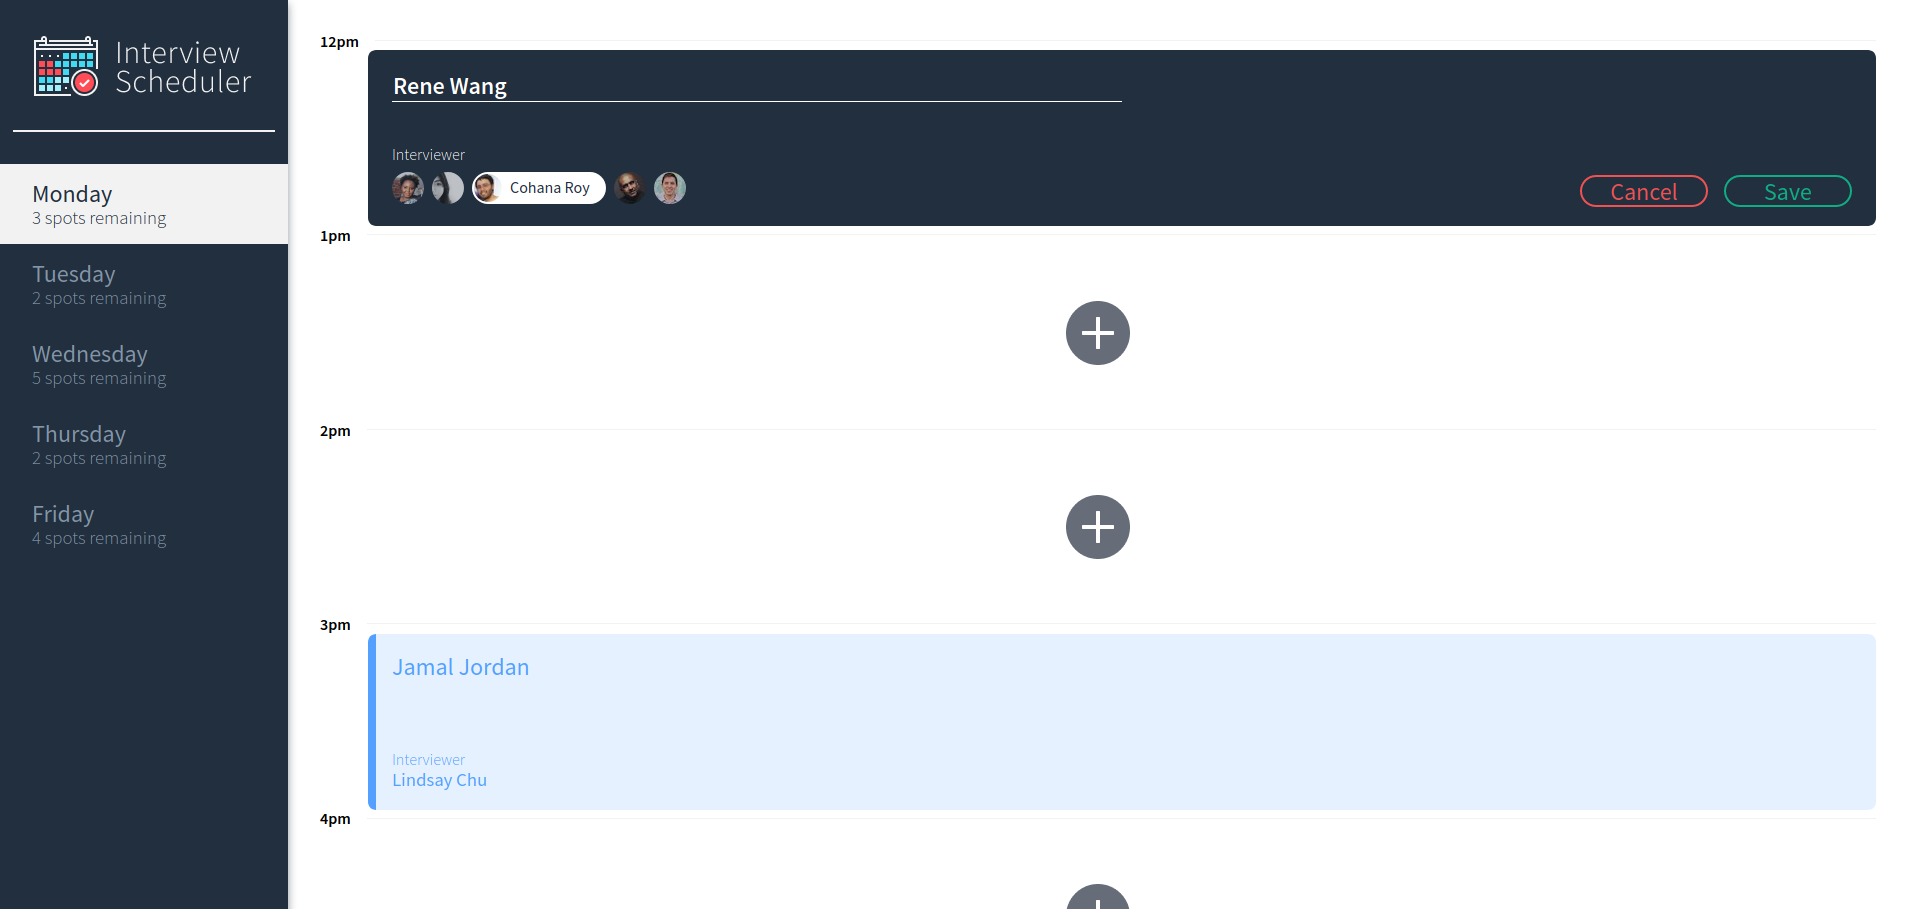 Interview
Scheduler
Monday
3 spots remaining
Tuesday
2 spots remaining
Wednesday
5 spots remaining
Thursday
2 spots remaining
Friday
4 spots remaining
12pm
Rene Wang
Interviewer
Cohana Roy
Cancel
Save
1pm
2pm
3pm
Jamal Jordan
Interviewer
Lindsay Chu
4pm